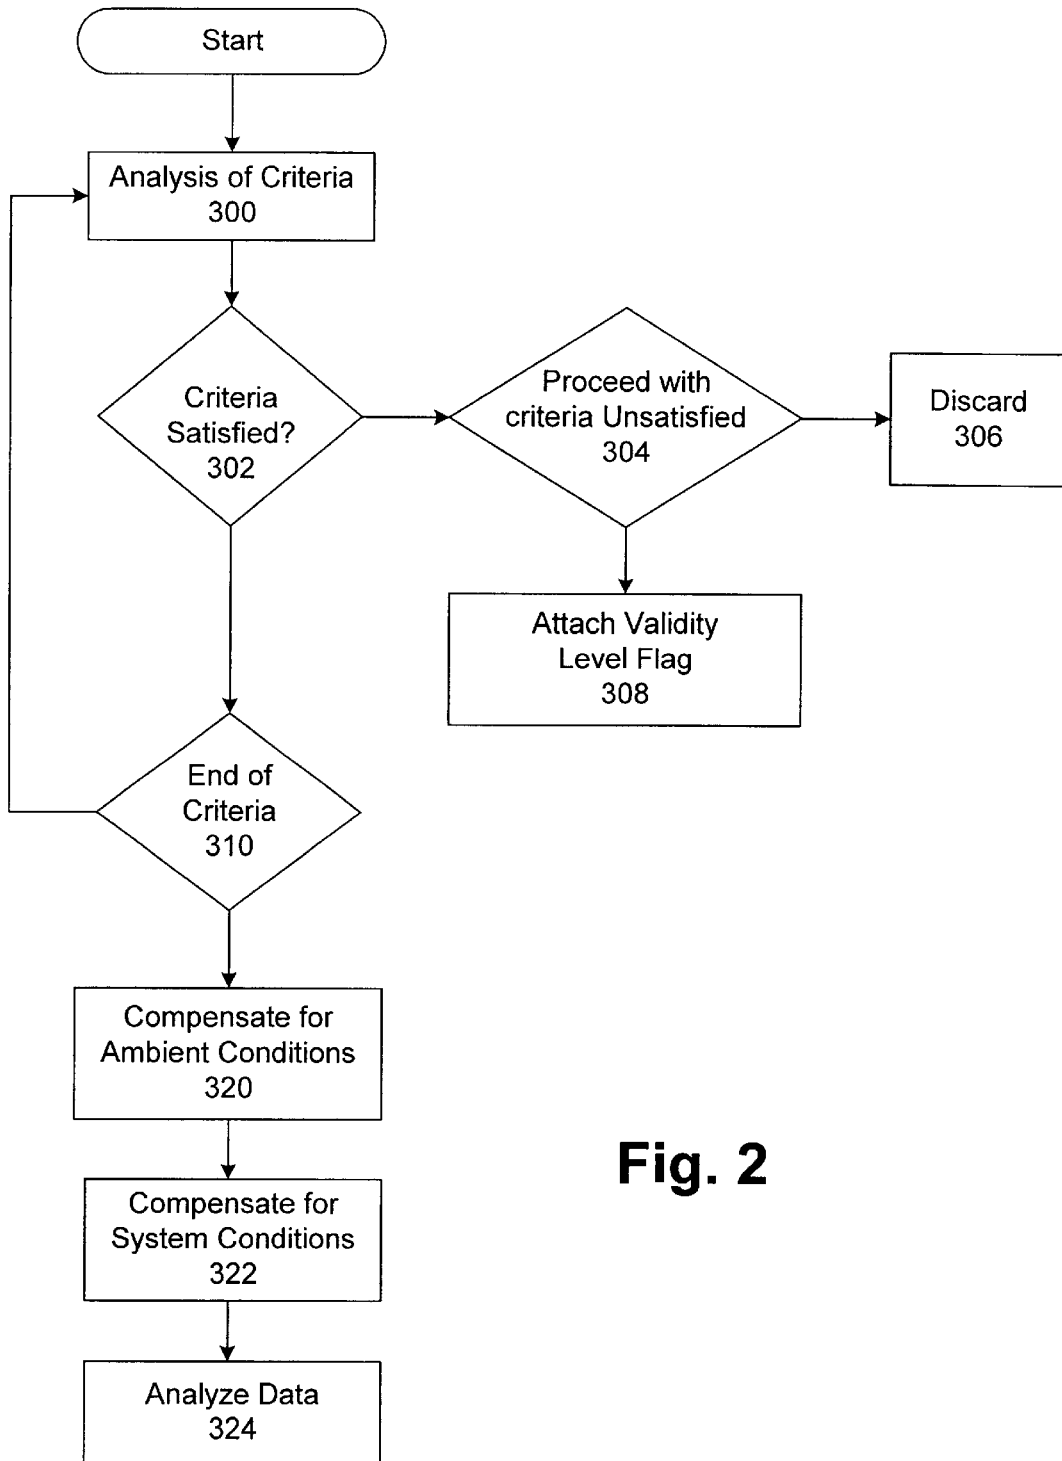 Start
Analysis of Criteria
300
Criteria
Satisfied?
302
Proceed with
criteria Unsatisfied
304
Discard
306
Attach Validity
Level Flag
308
End of
Criteria
310
Compensate for
Ambient Conditions
320
Compensate for
System Conditions
322
Analyze Data
324
Fig. 2